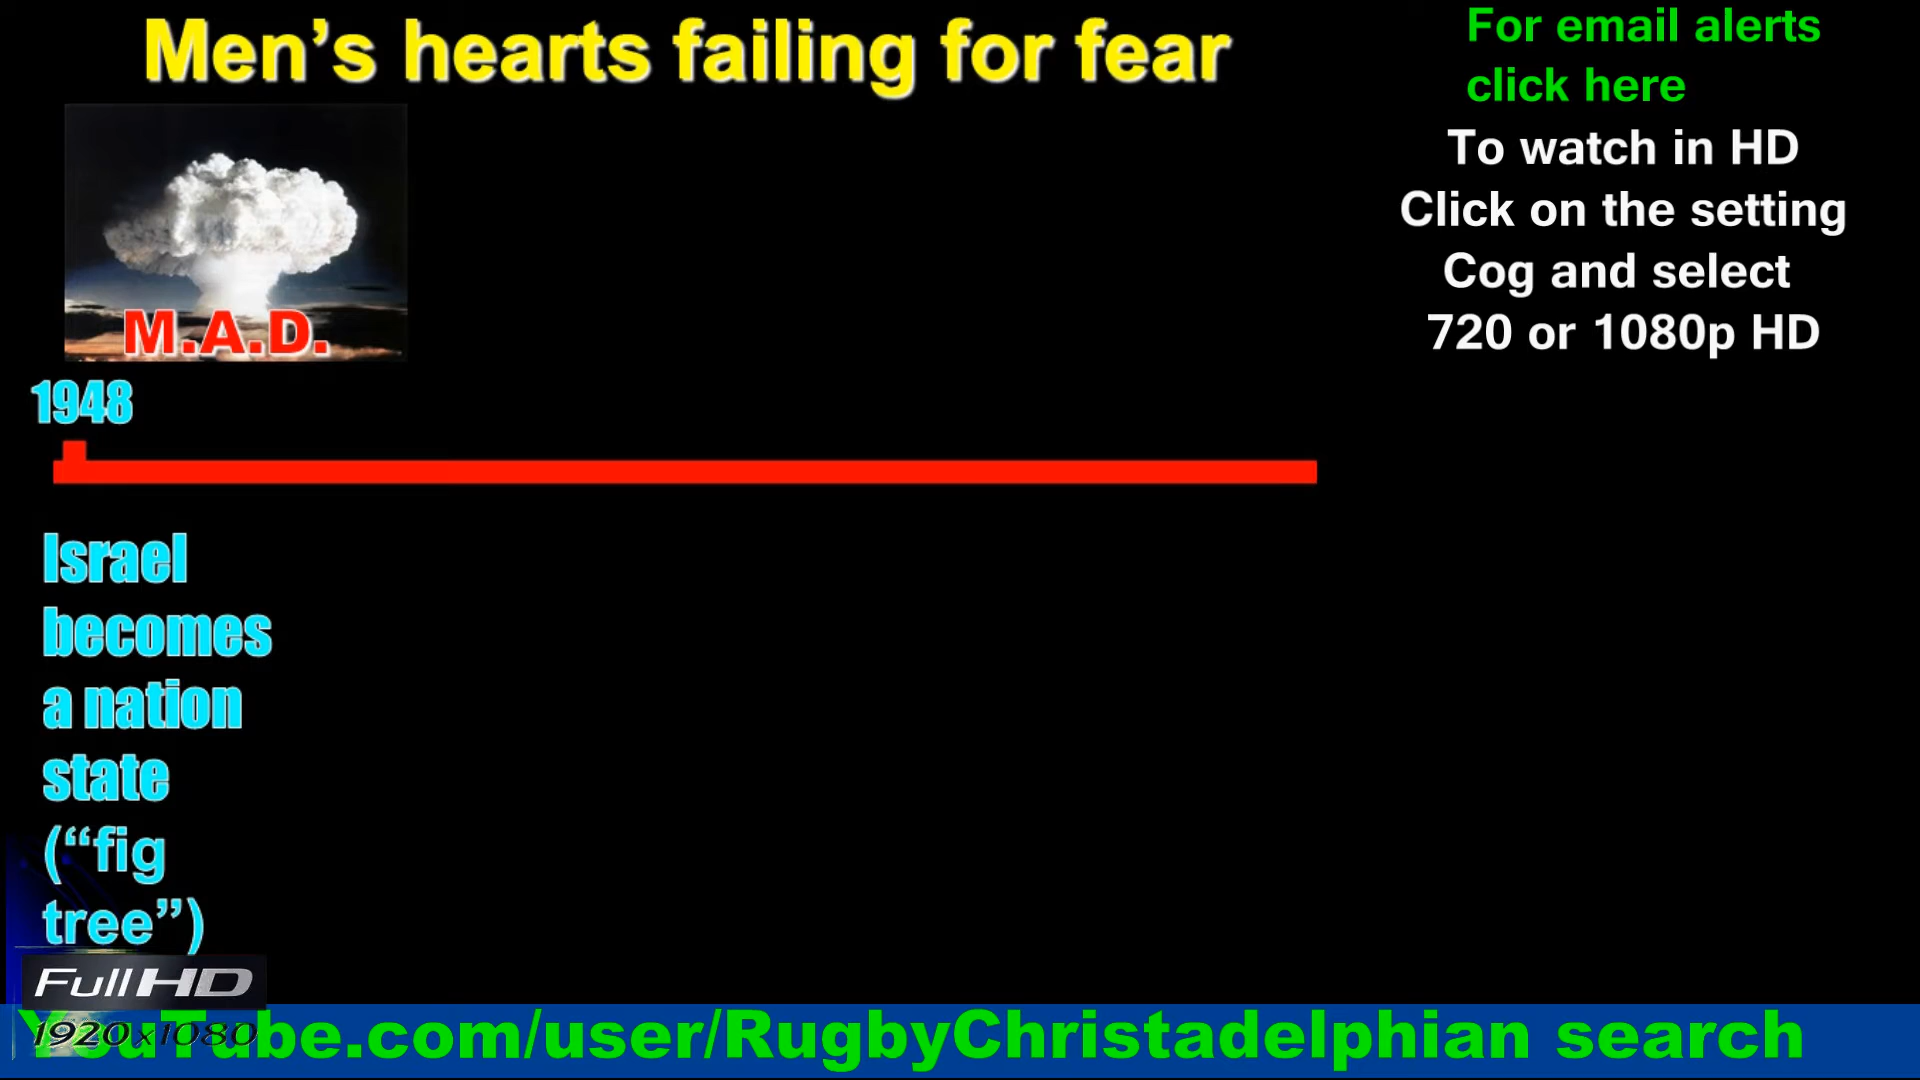 Men’s hearts failing for fear
For email alerts
click here
To watch in HD
Click on the setting
Cog and select
720 or 1080p HD
M.A.D.
1948
Israel
becomes
a nation
state
(“fig
tree”)
Full HD
1920x1080
YouTube.com/user/RugbyChristadelphian search